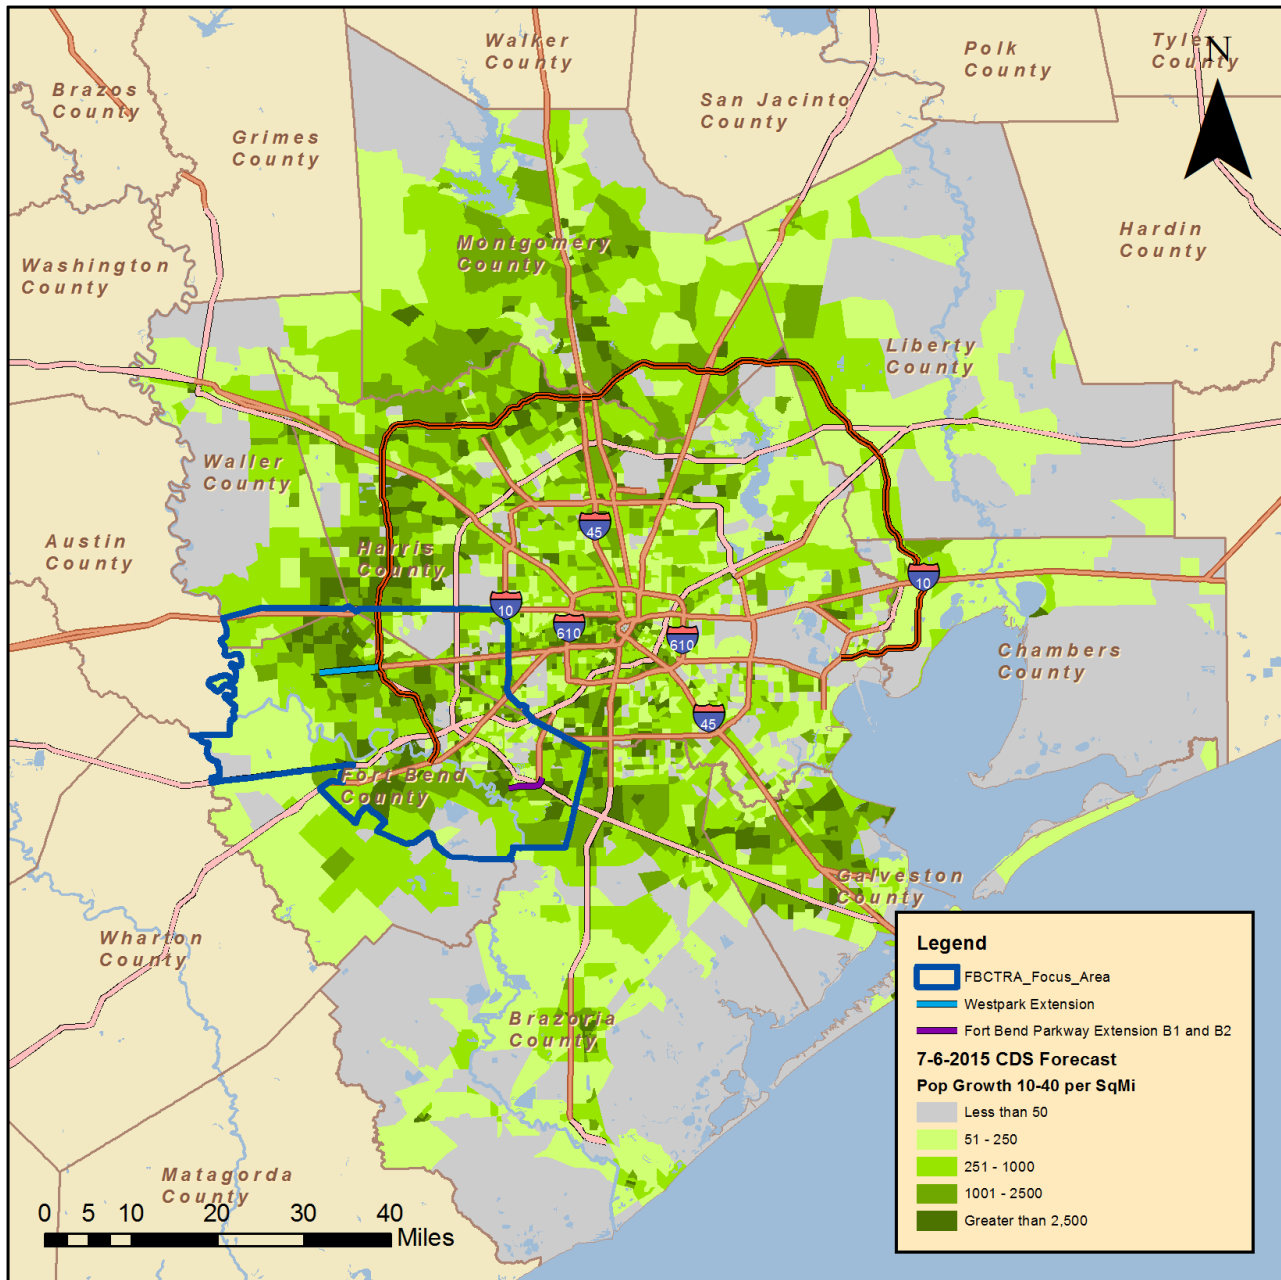 Walker
County
Polk
County
Tyler
County
N
Brazos
County
San Jacinto
County
Grimes
County
Hardin
County
Montgomery
County
Washington
County
Liberty
County
Waller
County
45
Austin
County
Harris
County
10
10
610
610
Chambers
County
45
Fort Bend
County
Galveston
County
Wharton
County
Brazoria
County
Matagorda
County
0 5 10 20 30 40
Miles
Legend
FBCTRA_Focus_Area
Westpark Extension
Fort Bend Parkway Extension B1 and B2
7-6-2015 CDS Forecast
Pop Growth 10-40 per SqMi
Less than 50
51 - 250
251 - 1000
1001 - 2500
Greater than 2,500